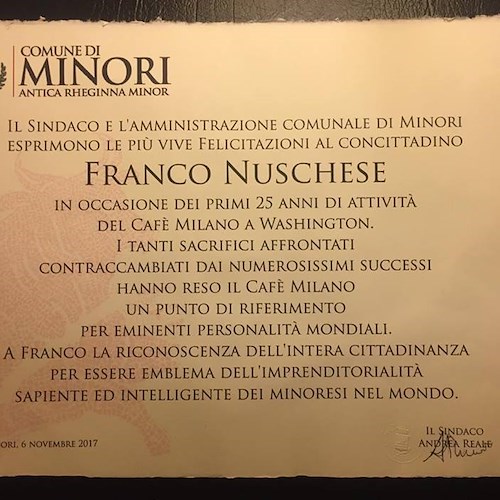 COMUNE DI
MINORI
ANTICA RHEGINNA MINOR
IL SINDACO E L'AMMINISTRAZIONE COMUNALE DI MINORI
ESPRIMONO LE PIÙ VIVE FELICITAZIONI AL CONCITTADINO
FRANCO NUSCHESE
IN OCCASIONE DEI PRIMI 25 ANNI DI ATTIVITÀ
DEL CAFÈ MILANO A WASHINGTON.
I TANTI SACRIFICI AFFRONTATI
CONTRACCAMBIATI DAI NUMEROSISSIMI SUCCESSI
HANNO RESO IL CAFÈ MILANO
UN PUNTO DI RIFERIMENTO
PER EMINENTI PERSONALITÀ MONDIALI.
A FRANCO LA RICONOSCENZA DELL'INTERA CITTADINANZA
PER ESSERE EMBLEMA DELL'IMPRENDITORIALITÀ
SAPIENTE ED INTELLIGENTE DEI MINORESI NEL MONDO.
ORI, 6 NOVEMBRE 2017
IL SINDACO
ANDREA REALE